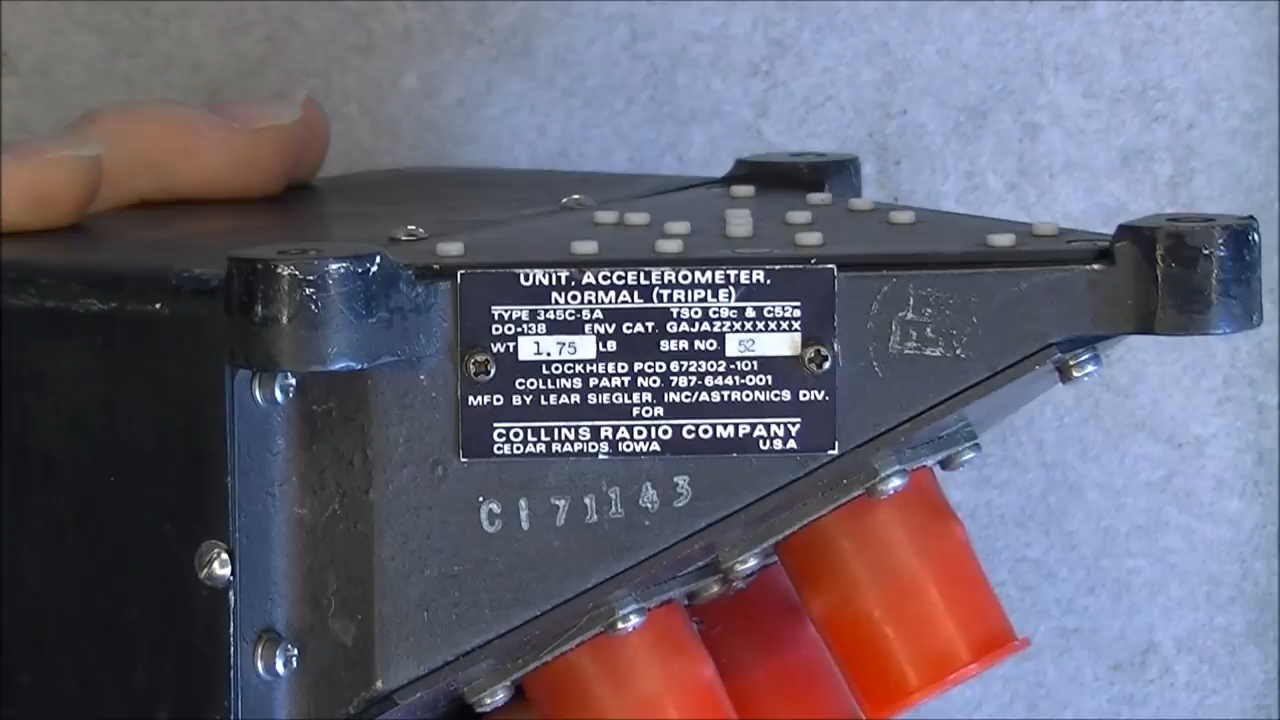 UNIT, ACCELEROMETER,
NORMAL (TRIPLE)
TYPE 345C-5A TSO C9c & C52a
DO-138 ENV CAT. GAJAZZXXXXXX
WT 1.75 LB SER NO. 52
LOCKHEED PCD 672302-101
COLLINS PART NO. 787-6441-001
MFD BY LEAR SIEGLER, INC/ASTRONICS DIV.
FOR
COLLINS RADIO COMPANY
CEDAR RAPIDS, IOWA U.S.A
C171143